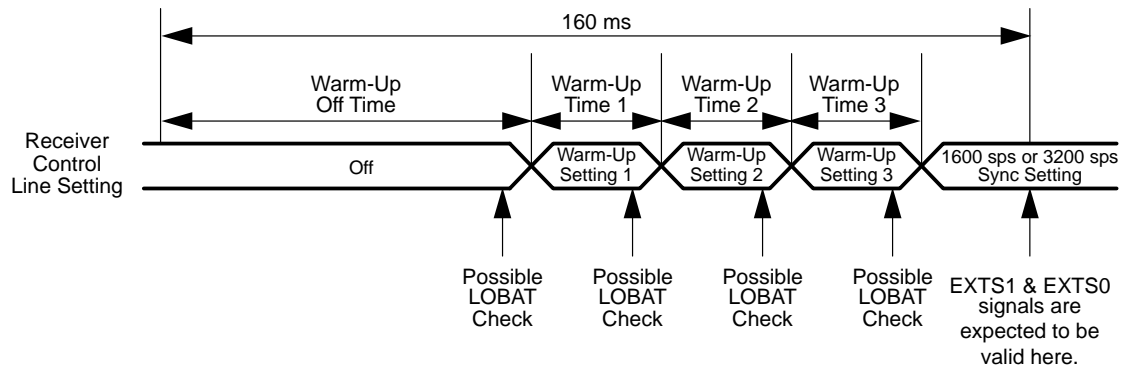 160 ms
Warm-Up
Off Time
Warm-Up
Time 1
Warm-Up
Time 2
Warm-Up
Time 3
Receiver
Control
Line Setting
Off
Warm-Up
Setting 1
Warm-Up
Setting 2
Warm-Up
Setting 3
1600 sps or 3200 sps
Sync Setting
Possible
LOBAT
Check
Possible
LOBAT
Check
Possible
LOBAT
Check
Possible
LOBAT
Check
EXTS1 & EXTS0
signals are
expected to be
valid here.